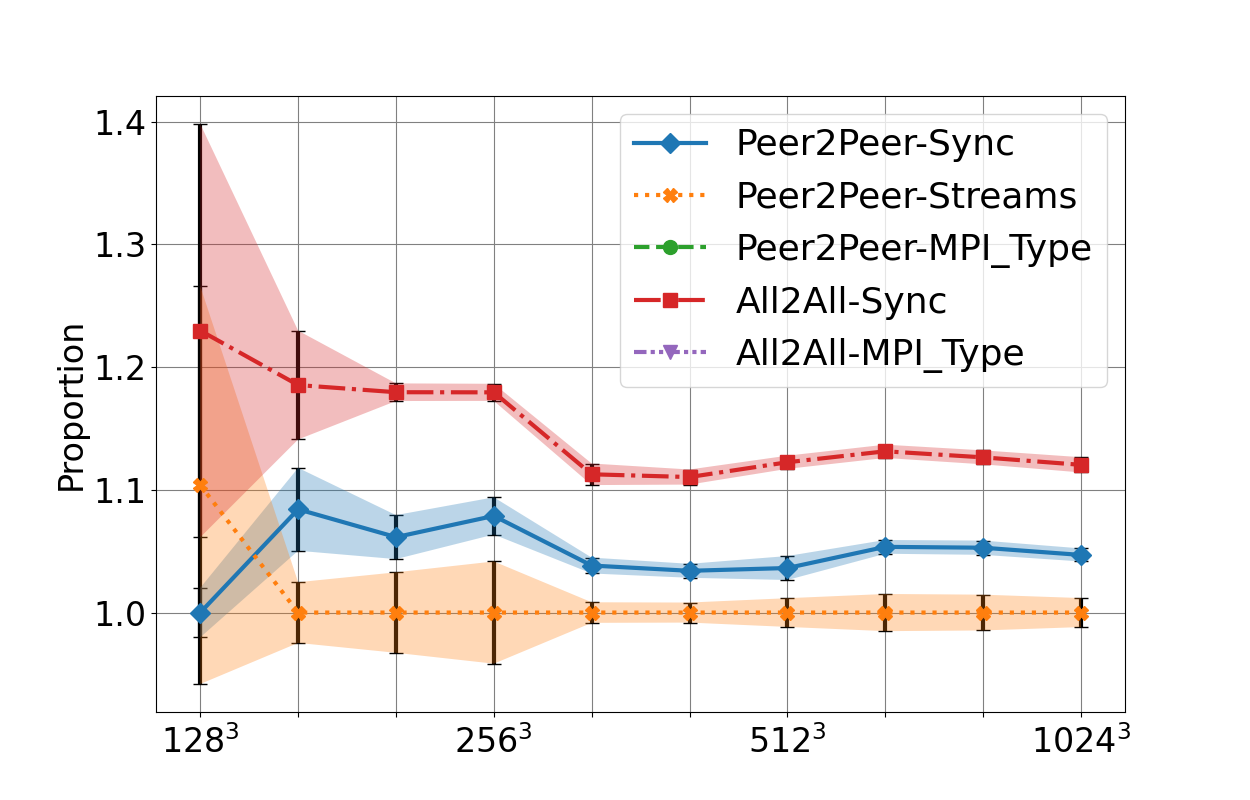 Proportion
1.4
1.3
1.2
1.1
1.0
128³
256³
512³
1024³
Peer2Peer-Sync
Peer2Peer-Streams
Peer2Peer-MPI_Type
All2All-Sync
All2All-MPI_Type